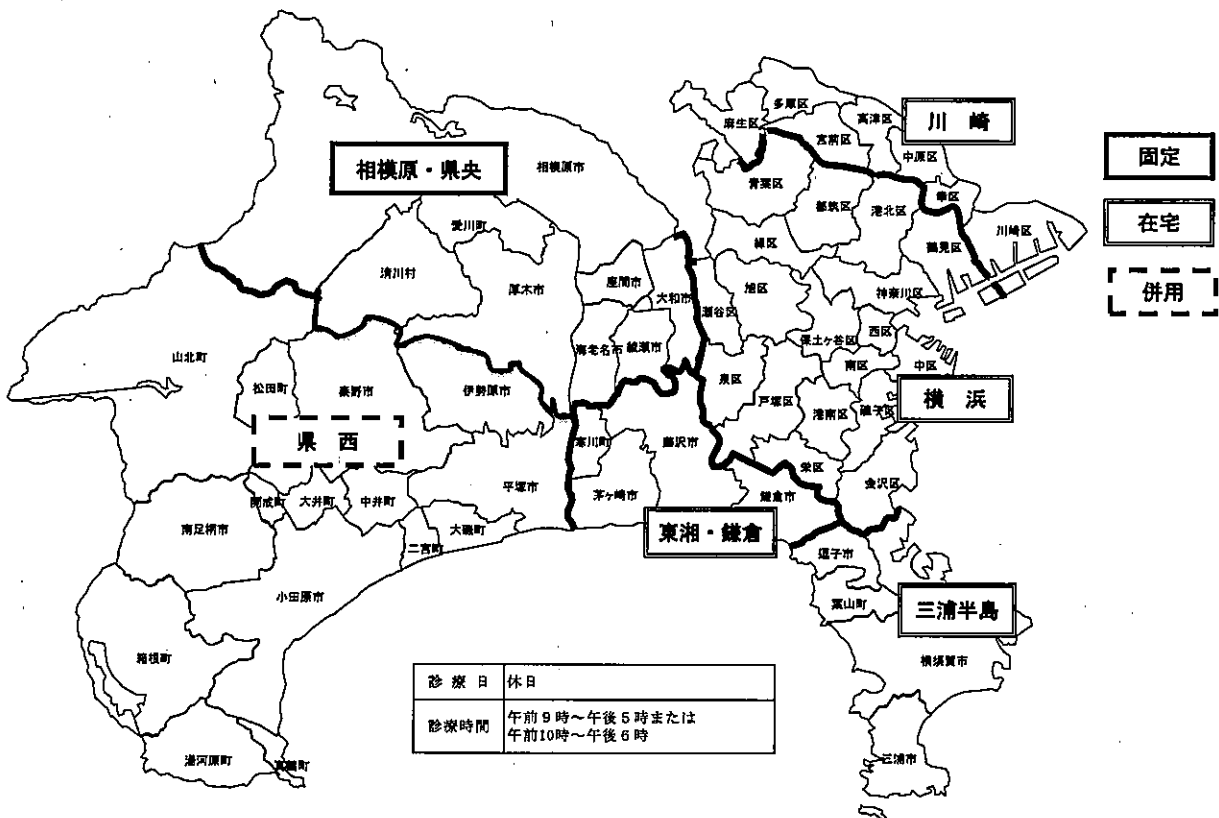 多摩区
川 崎
麻生区
高津区
宮前区
中原区
固定
相模原・県央
相模原市
青葉区
幸区
都筑区
港北区
愛川町
川崎区
在宅
鶴見区
緑区
清川村
座間市
厚木市
旭区
神奈川区
併用
大和市
瀬谷区
西区
保土ヶ谷区
海老名市
綾瀬市
山北町
南区
中区
松田町
秦野市
伊勢原市
泉区
戸塚区
港南区
磯子区
横 浜
県 西
寒川町
藤沢市
栄区
金沢区
平塚市
茅ヶ崎市
鎌倉市
開成町
大井町
中井町
南足柄市
大磯町
東湘・鎌倉
二宮町
逗子市
小田原市
葉山町
三浦半島
箱根町
横須賀市
診 療 日 休日
診療時間 午前9時～午後5時または
午前10時～午後6時
湯河原町
真鶴町
三浦市